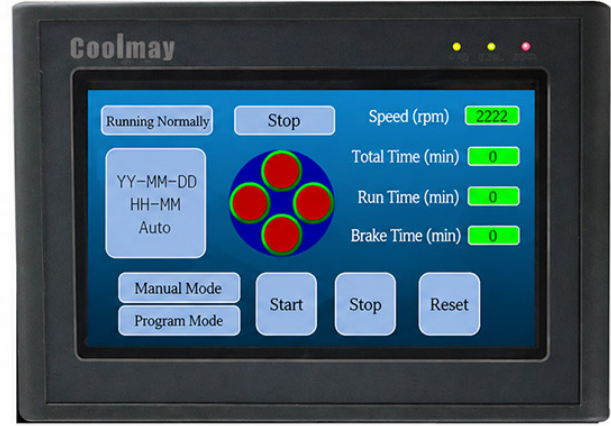 Coolmay
Running Normally
Stop
Speed (rpm) 2222
YY-MM-DD
HH-MM
Auto
Total Time (min) 0
Run Time (min) 0
Brake Time (min) 0
Manual Mode
Program Mode
Start
Stop
Reset